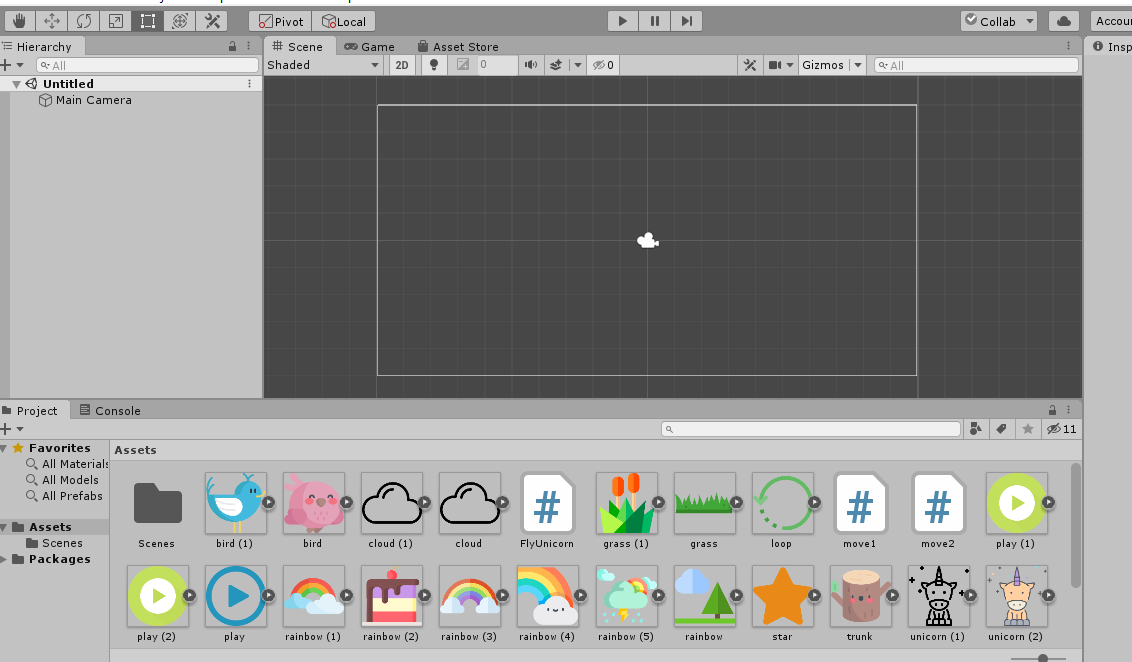 Pivot Local Collab Accou
Hierarchy Scene Game Asset Store Insp
All Shaded 2D 0 0 Gizmos All
Untitled
Main Camera
Project Console
11
Favorites Assets
All Materials
All Models
All Prefabs
Assets
Scenes
Packages
Scenes bird (1) bird cloud (1) cloud FlyUnicorn grass (1) grass loop move1 move2 play (1)
play (2) play rainbow (1) rainbow (2) rainbow (3) rainbow (4) rainbow (5) rainbow star trunk unicorn (1) unicorn (2)